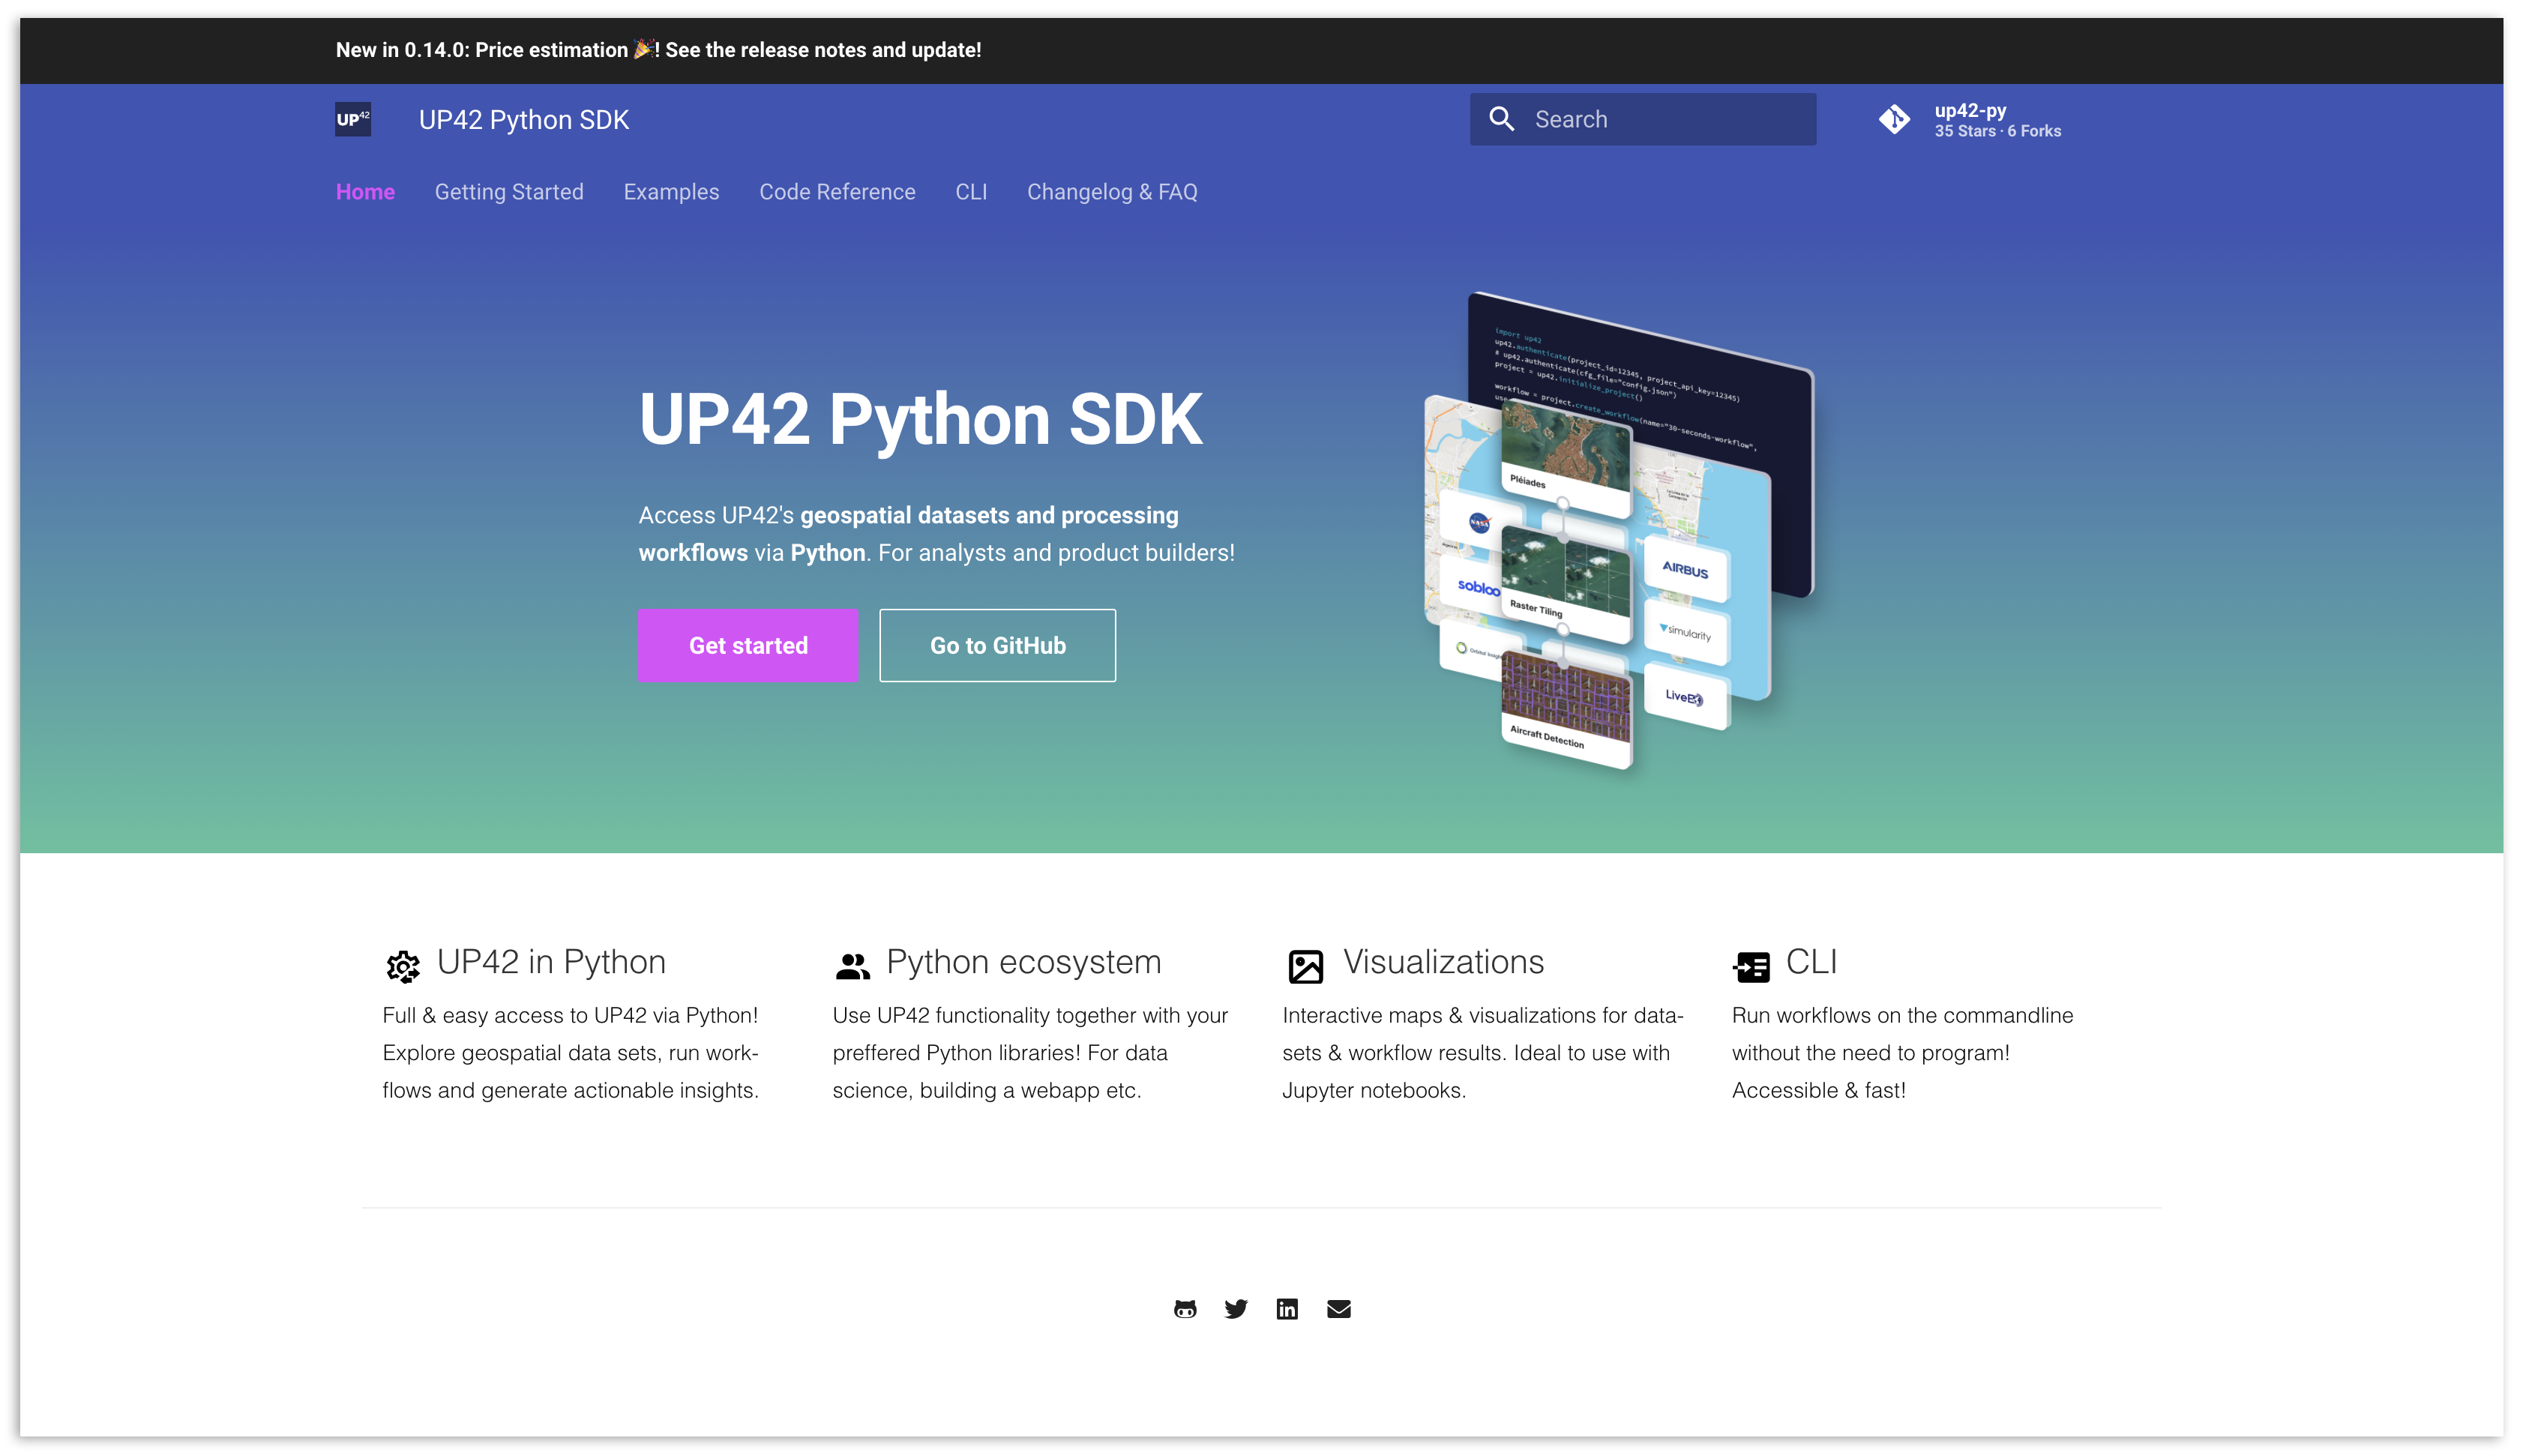 New in 0.14.0: Price estimation 🎉! See the release notes and update!
UP42
UP42 Python SDK
Search
up42-py
35 Stars · 6 Forks
Home
Getting Started
Examples
Code Reference
CLI
Changelog & FAQ
UP42 Python SDK
Access UP42's geospatial datasets and processing
workflows via Python. For analysts and product builders!
Get started
Go to GitHub
import up42
up42.authenticate(project_id=12345, project_api_key=12345)
# up42.authenticate(cfg_file="config.json")
project = up42.initialize_project()
workflow = project.create_workflow(name="30-seconds-workflow",
Pléiades
NASA
AIRBUS
sobloo
Raster Tiling
simularity
Orbital Insight
LiveEO
Aircraft Detection
UP42 in Python
Full & easy access to UP42 via Python!
Explore geospatial data sets, run work-
flows and generate actionable insights.
Python ecosystem
Use UP42 functionality together with your
preffered Python libraries! For data
science, building a webapp etc.
Visualizations
Interactive maps & visualizations for data-
sets & workflow results. Ideal to use with
Jupyter notebooks.
CLI
Run workflows on the commandline
without the need to program!
Accessible & fast!